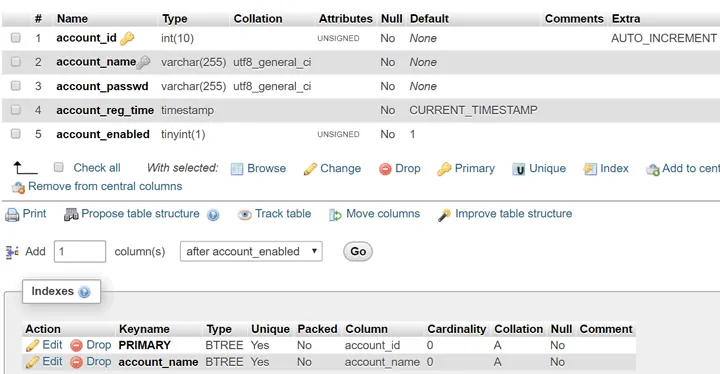 # Name Type Collation Attributes Null Default Comments Extra
1 account_id int(10) UNSIGNED No None AUTO_INCREMENT
2 account_name varchar(255) utf8_general_ci No None
3 account_passwd varchar(255) utf8_general_ci No None
4 account_reg_time timestamp No CURRENT_TIMESTAMP
5 account_enabled tinyint(1) UNSIGNED No 1
Check all With selected: Browse Change Drop Primary Unique Index Add to cent
Remove from central columns
Print Propose table structure Track table Move columns Improve table structure
Add 1 column(s) after account_enabled Go
Indexes
Action Keyname Type Unique Packed Column Cardinality Collation Null Comment
Edit Drop PRIMARY BTREE Yes No account_id 0 A No
Edit Drop account_name BTREE Yes No account_name 0 A No